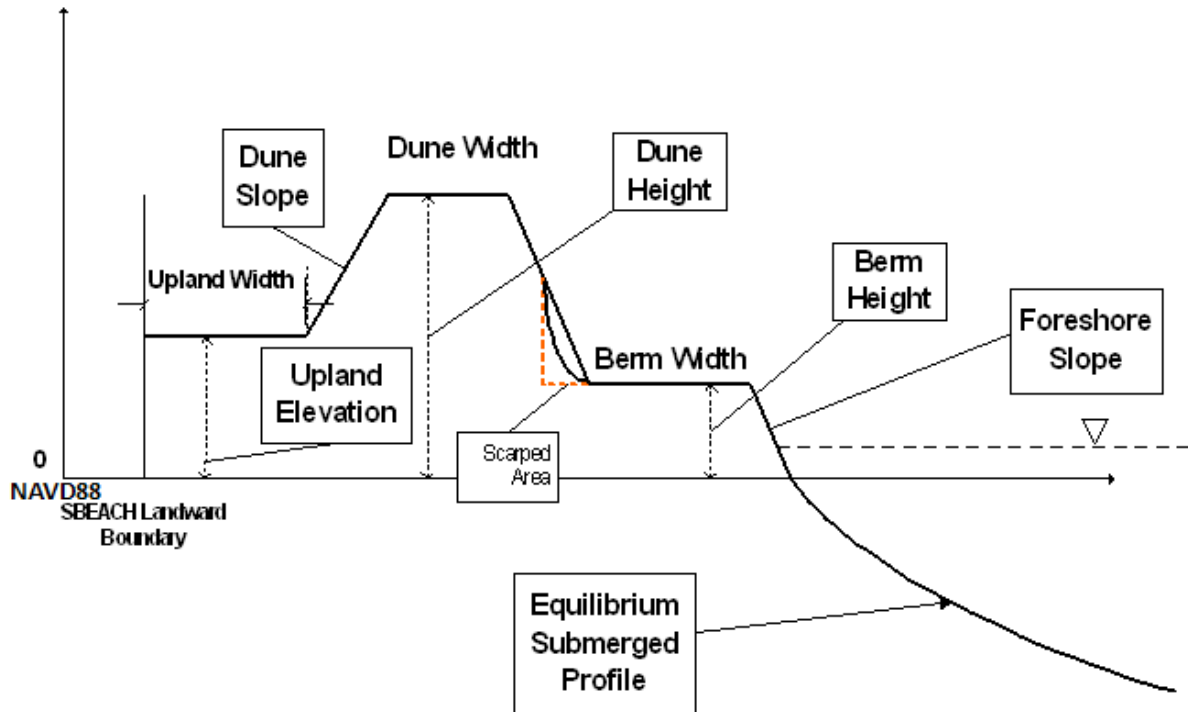 Dune
Slope
Dune Width
Dune
Height
Upland Width
Berm
Height
Foreshore
Slope
Upland
Elevation
Berm Width
Scarped
Area
0
NAVD88
SBEACH Landward
Boundary
Equilibrium
Submerged
Profile